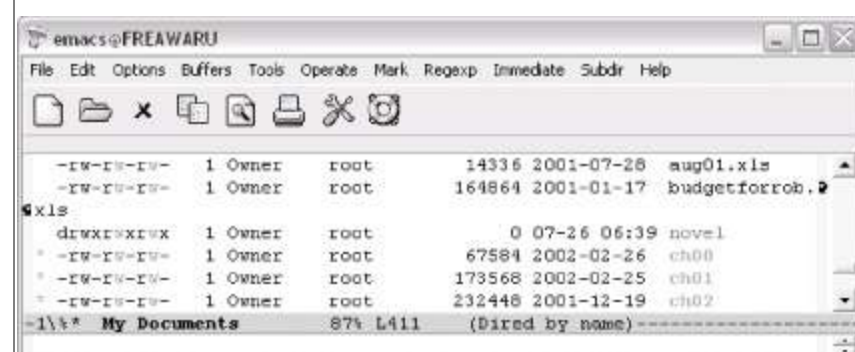 emacs@FREAWARU
File Edit Options Buffers Tools Operate Mark Regexp Immediate Subdir Help
-rw-rw-rw- 1 Owner root 14336 2001-07-28 aug01.xls
-rw-rw-rw- 1 Owner root 164864 2001-01-17 budgetforrob.
xls
drwxrwxrwx 1 Owner root 0 07-26 06:39 novel
* -rw-rw-rw- 1 Owner root 67584 2002-02-26 ch00
* -rw-rw-rw- 1 Owner root 173568 2002-02-25 ch01
* -rw-rw-rw- 1 Owner root 232448 2001-12-19 ch02
-1\%* My Documents 87% L411 (Dired by name)--------------------